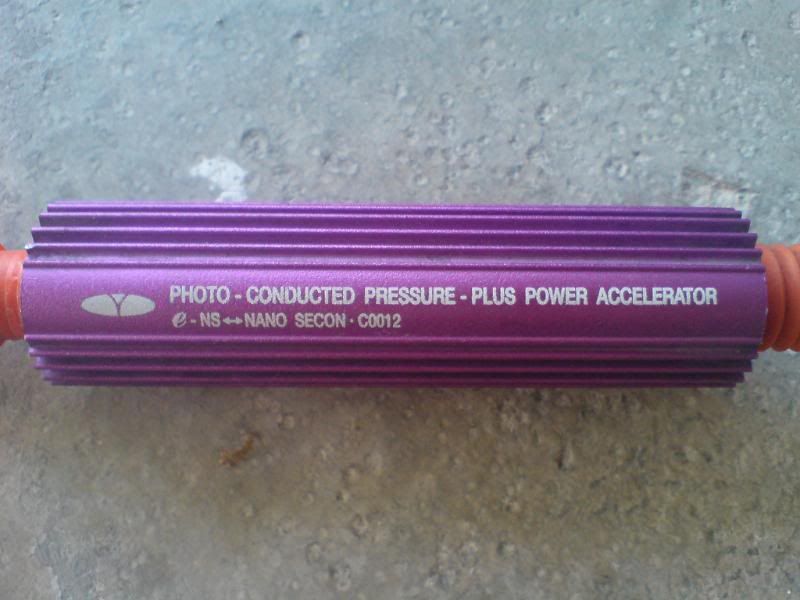 PHOTO - CONDUCTED PRESSURE - PLUS POWER ACCELERATOR
e - NS ↔ NANO SECON · C0012